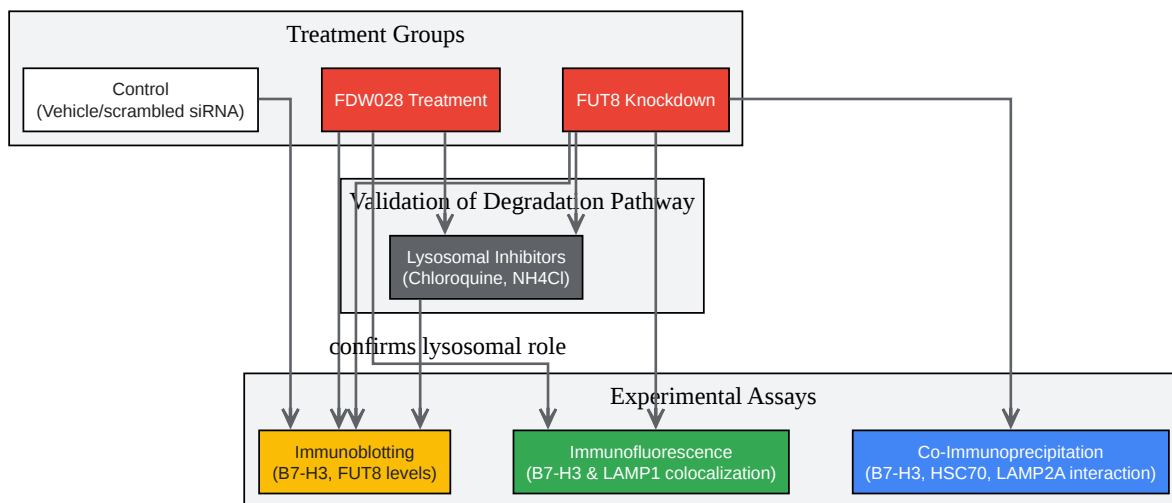 Treatment Groups
Control
(Vehicle/scrambled siRNA)
FDW028 Treatment
FUT8 Knockdown
Validation of Degradation Pathway
Lysosomal Inhibitors
(Chloroquine, NH4Cl)
confirms lysosomal role
Experimental Assays
Immunoblotting
(B7-H3, FUT8 levels)
Immunofluorescence
(B7-H3 & LAMP1 colocalization)
Co-Immunoprecipitation
(B7-H3, HSC70, LAMP2A interaction)